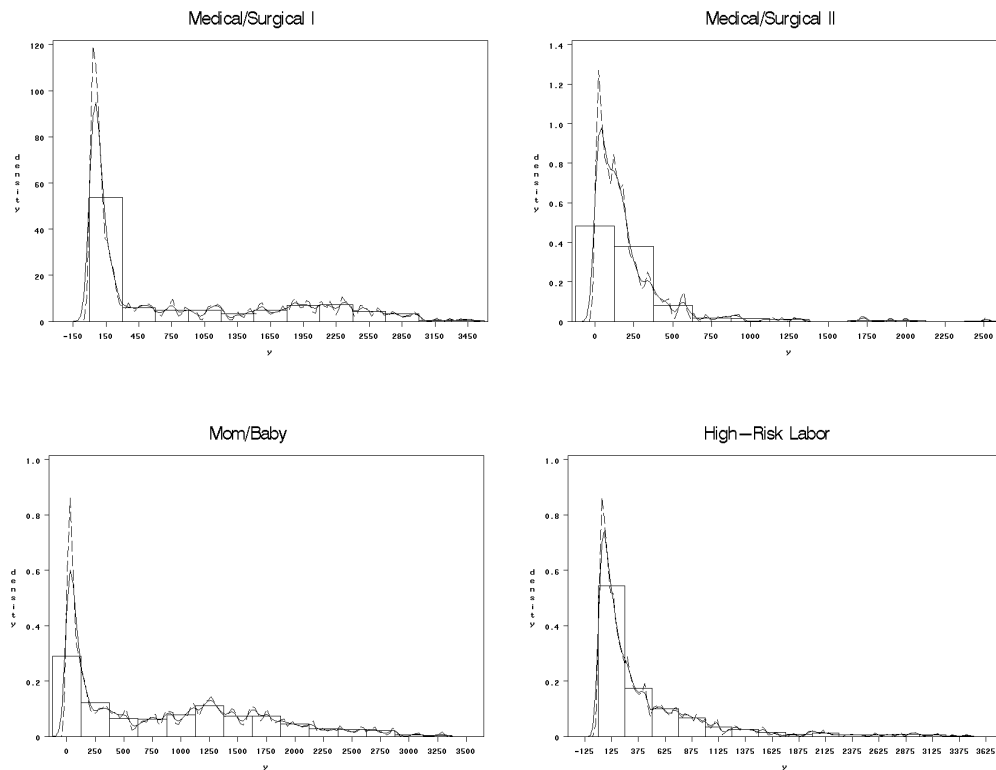 Medical/Surgical I
120
100
80
60
40
20
0
density
-150 150 450 750 1050 1350 1650 1950 2250 2550 2850 3150 3450
y
Medical/Surgical II
1.4
1.2
1.0
0.8
0.6
0.4
0.2
0
density
0 250 500 750 1000 1250 1500 1750 2000 2250 2500
y
Mom/Baby
1.0
0.8
0.6
0.4
0.2
0
density
0 250 500 750 1000 1250 1500 1750 2000 2250 2500 2750 3000 3250 3500
y
High-Risk Labor
1.0
0.8
0.6
0.4
0.2
0
density
-125 125 375 625 875 1125 1375 1625 1875 2125 2375 2625 2875 3125 3375 3625
y